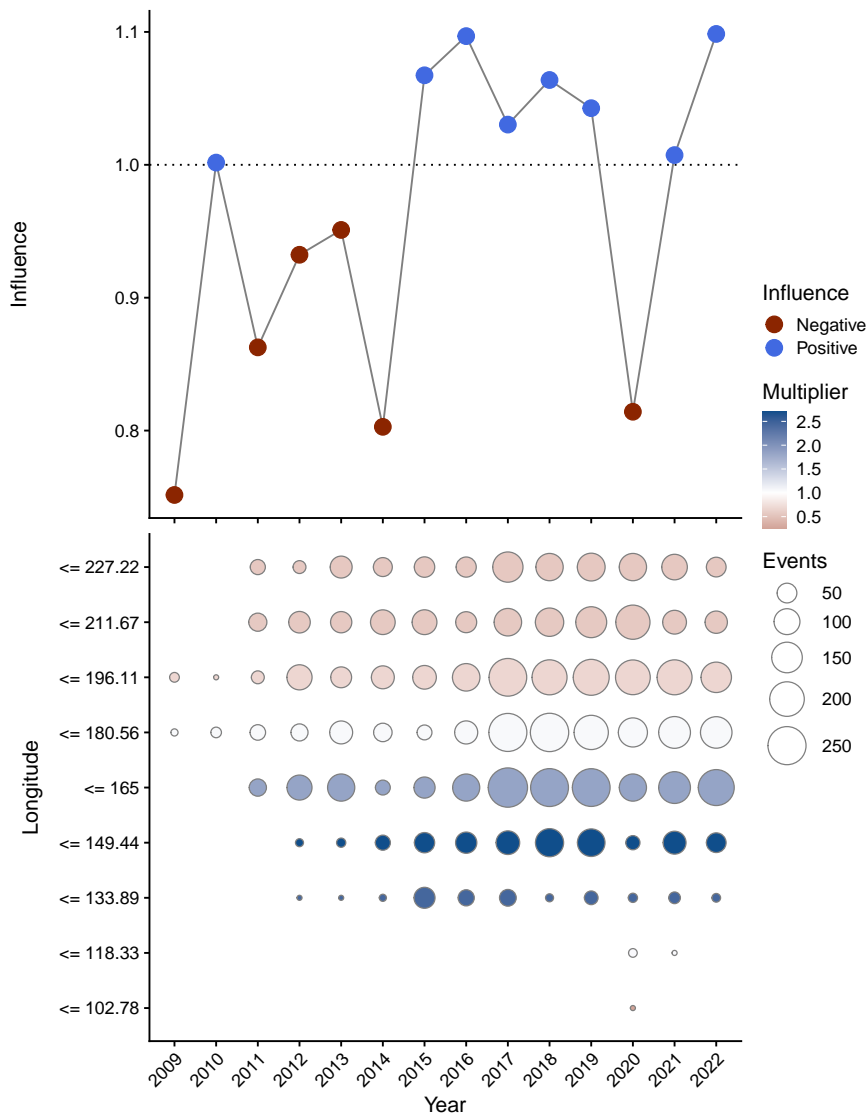 1.1
1.0
0.9
0.8
Influence
Influence
Negative
Positive
Multiplier
2.5
2.0
1.5
1.0
0.5
Events
50
100
150
200
250
<= 227.22
<= 211.67
<= 196.11
<= 180.56
<= 165
<= 149.44
<= 133.89
<= 118.33
<= 102.78
Longitude
2009 2010 2011 2012 2013 2014 2015 2016 2017 2018 2019 2020 2021 2022
Year